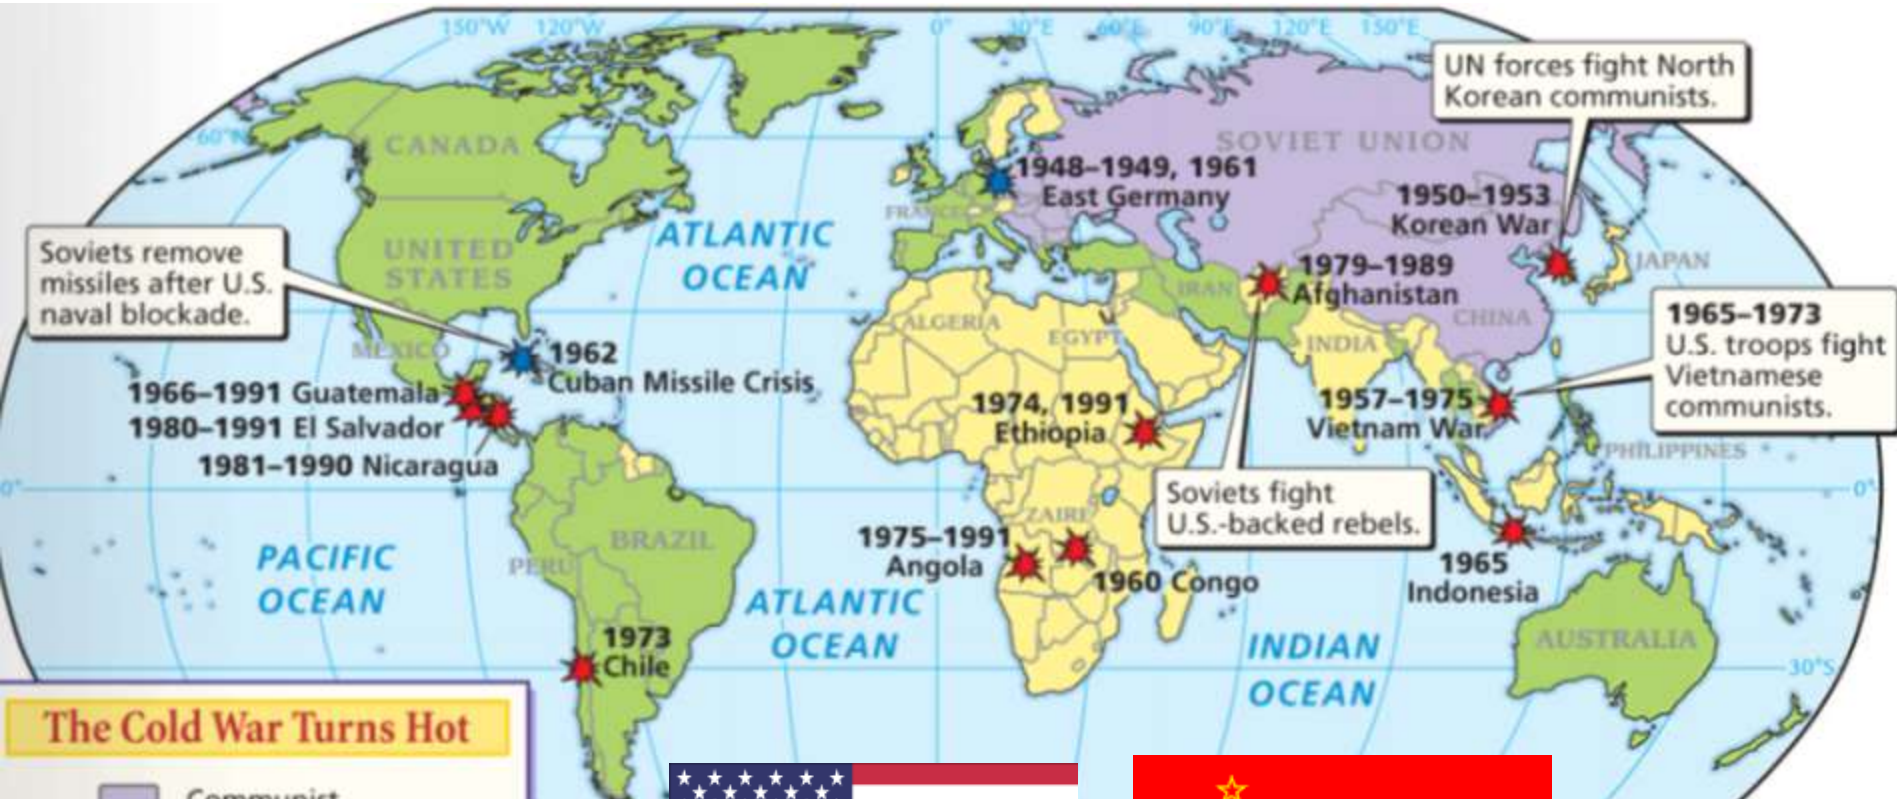 150°W 120°W 0° 30°E 60°E 90°E 120°E 150°E
UN forces fight North
Korean communists.
60°N
CANADA
SOVIET UNION
1948–1949, 1961
East Germany
1950–1953
Korean War
FRANCE
Soviets remove
missiles after U.S.
naval blockade.
UNITED
STATES
ATLANTIC
OCEAN
JAPAN
1979–1989
Afghanistan
IRAN
CHINA
ALGERIA
EGYPT
INDIA
1965–1973
U.S. troops fight
Vietnamese
communists.
MEXICO
1962
Cuban Missile Crisis
1966–1991 Guatemala
1980–1991 El Salvador
1981–1990 Nicaragua
1974, 1991
Ethiopia
1957–1975
Vietnam War
PHILIPPINES
0°
0°
Soviets fight
U.S.-backed rebels.
ZAIRE
BRAZIL
PERU
PACIFIC
OCEAN
1975–1991
Angola
1960 Congo
1965
Indonesia
ATLANTIC
OCEAN
INDIAN
OCEAN
AUSTRALIA
1973
Chile
30°S
The Cold War Turns Hot
Communist